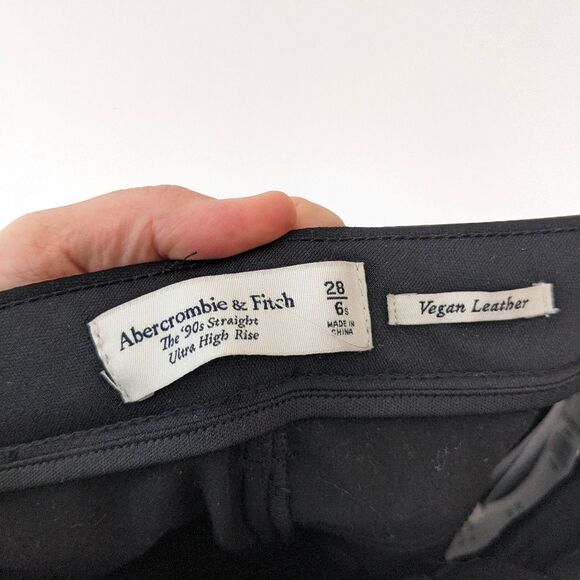 Abercrombie & Fitch
The '90s Straight
Ultra High Rise
28
6s
MADE IN
CHINA
Vegan Leather